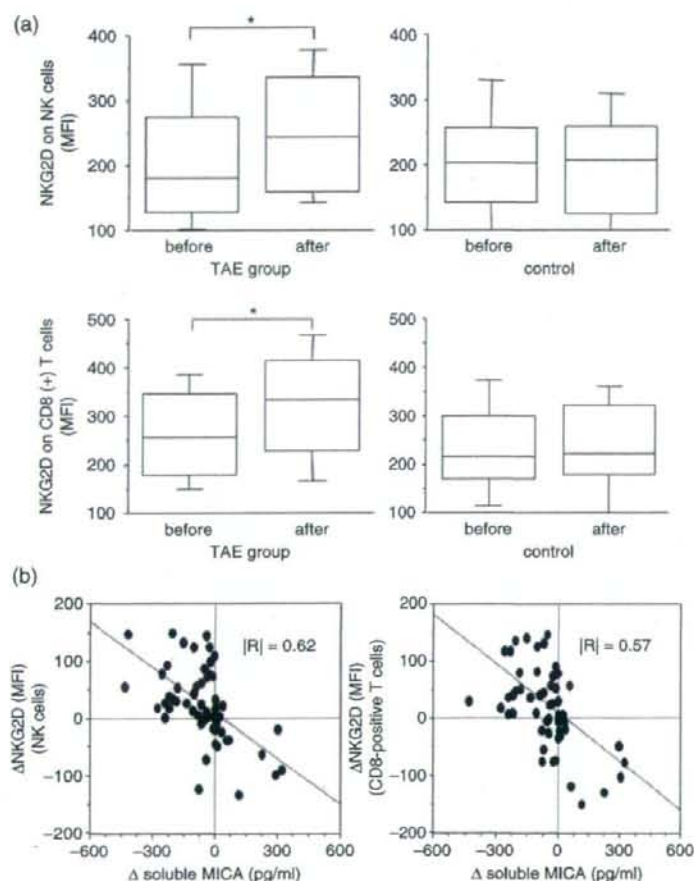 (a)
NKG2D on NK cells
(MFI)
400
300
200
100
*
before
after
TAE group
400
300
200
100
before
after
control
NKG2D on CD8 (+) T cells
(MFI)
500
400
300
200
100
*
before
after
TAE group
500
400
300
200
100
before
after
control
(b)
ΔNKG2D (MFI)
(NK cells)
200
100
0
−100
−200
|R| = 0.62
−600
−300
0
300
600
Δ soluble MICA (pg/ml)
ΔNKG2D (MFI)
(CD8-positive T cells)
200
100
0
−100
−200
|R| = 0.57
−600
−300
0
300
600
Δ soluble MICA (pg/ml)